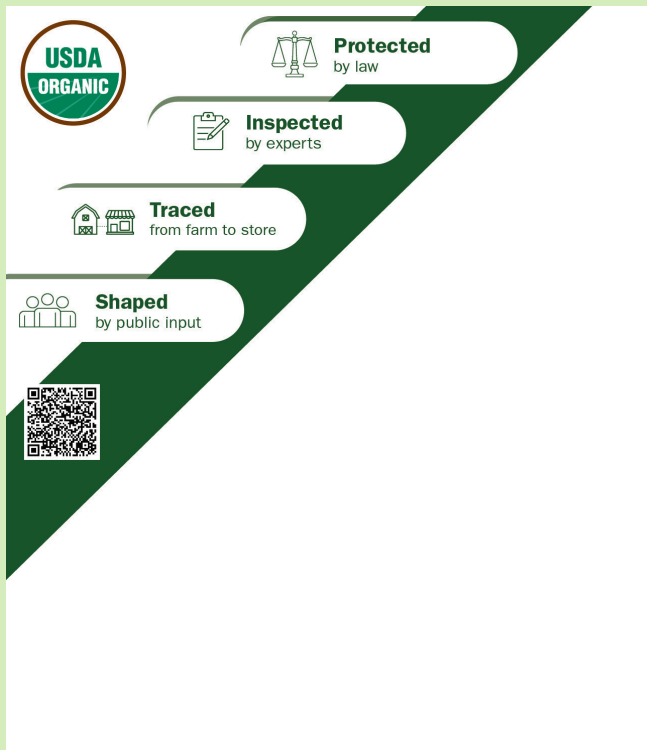 USDA
ORGANIC
Protected
by law
Inspected
by experts
Traced
from farm to store
Shaped
by public input